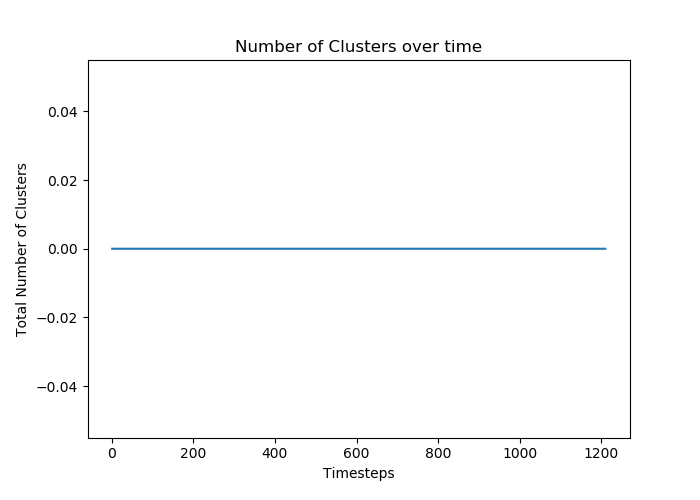 Number of Clusters over time
Total Number of Clusters
0.04
0.02
0.00
−0.02
−0.04
0 200 400 600 800 1000 1200
Timesteps